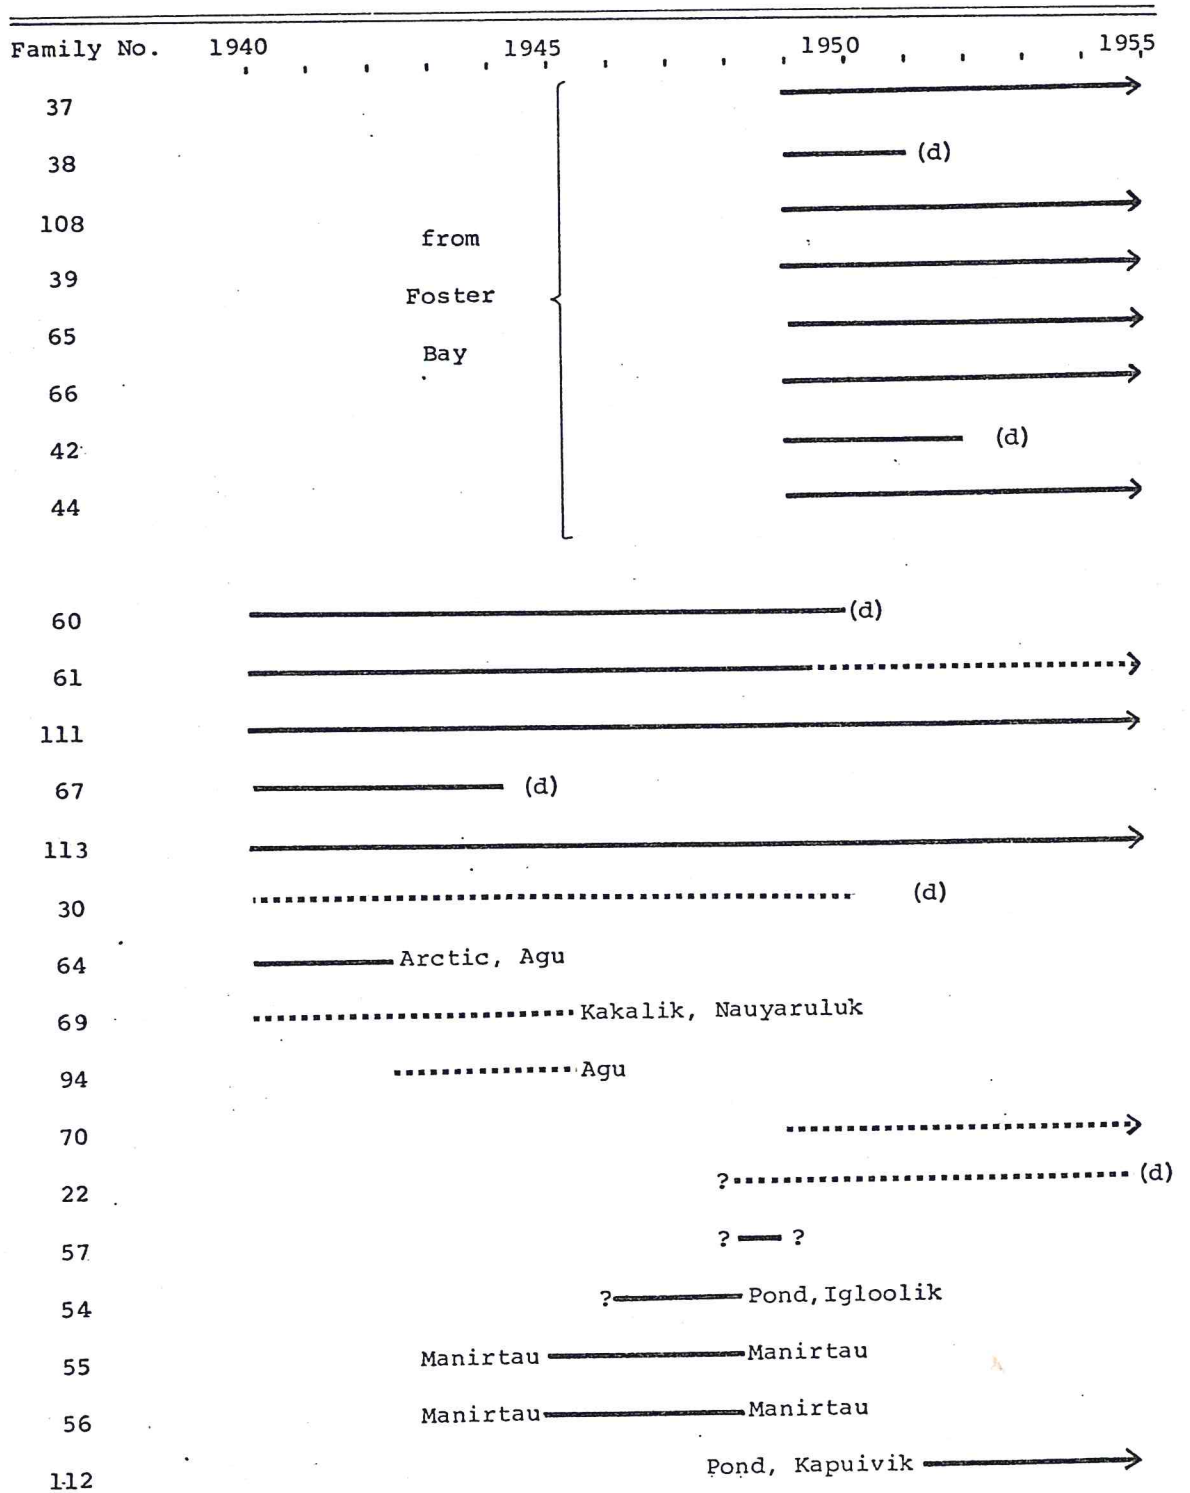 Family No. 1940 1945 1950 1955
37
38 (d)
108
from
39
Foster
65
Bay
66
42 (d)
44
60 (d)
61
111
67 (d)
113
30 (d)
64 Arctic, Agu
69 Kakalik, Nauyaruluk
94 Agu
70
22 ? (d)
57 ? ?
54 ? Pond, Igloolik
55 Manirtau Manirtau
56 Manirtau Manirtau
112 Pond, Kapuivik